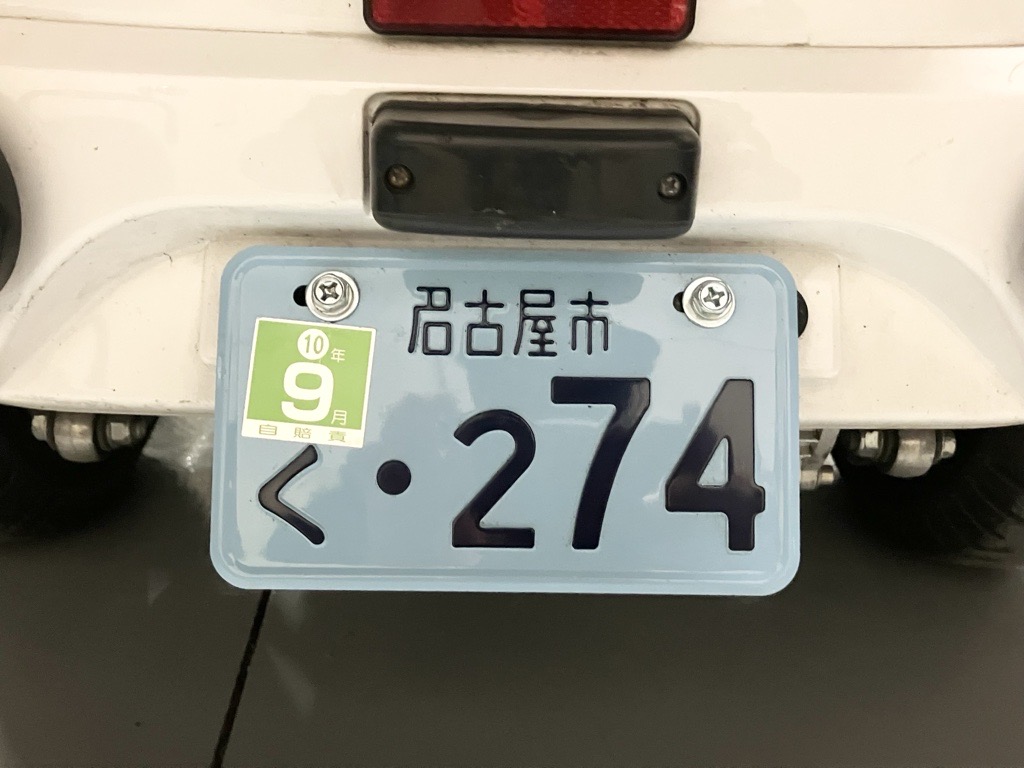 名古屋市
10年
9月
自賠責
く ・274